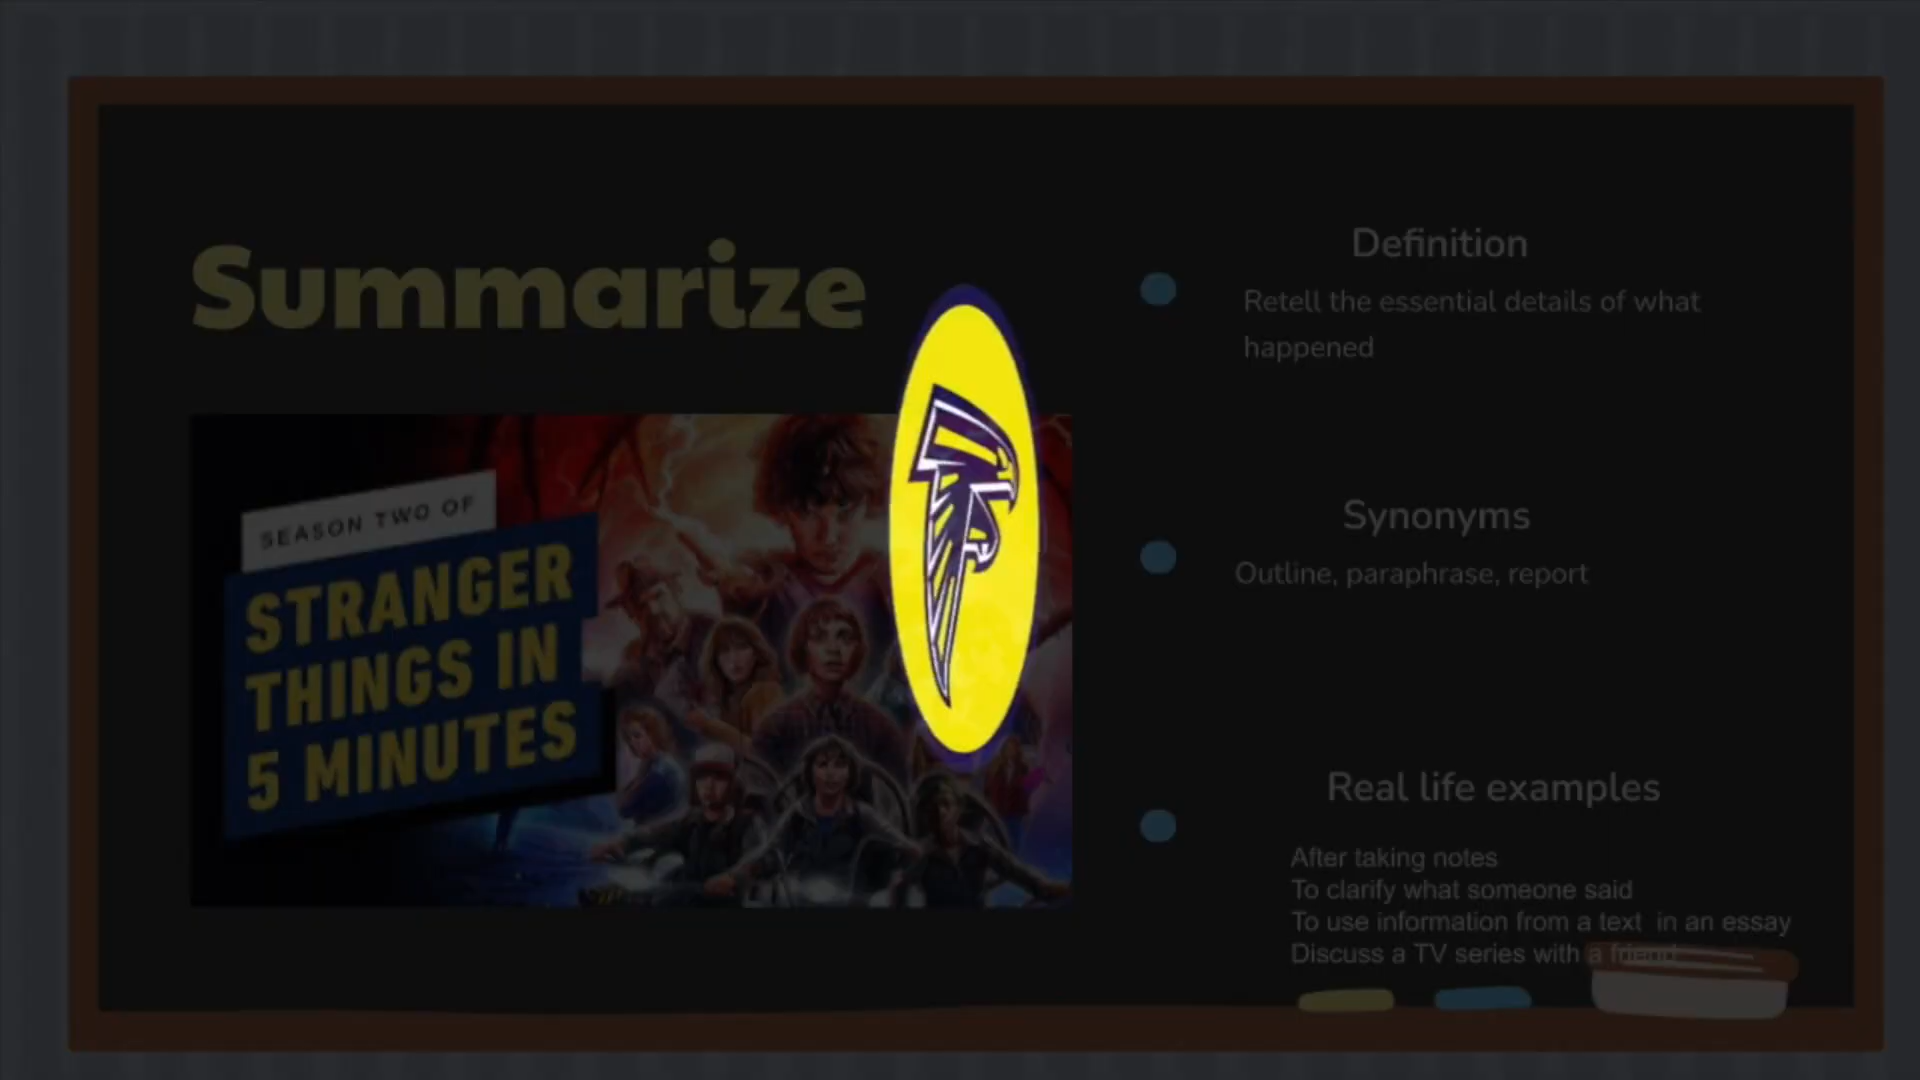 Summarize
SEASON TWO OF
STRANGER
THINGS IN
5 MINUTES
Definition
Retell the essential details of what
happened
Synonyms
Outline, paraphrase, report
Real life examples
After taking notes
To clarify what someone said
To use information from a text in an essay
Discuss a TV series with a friend